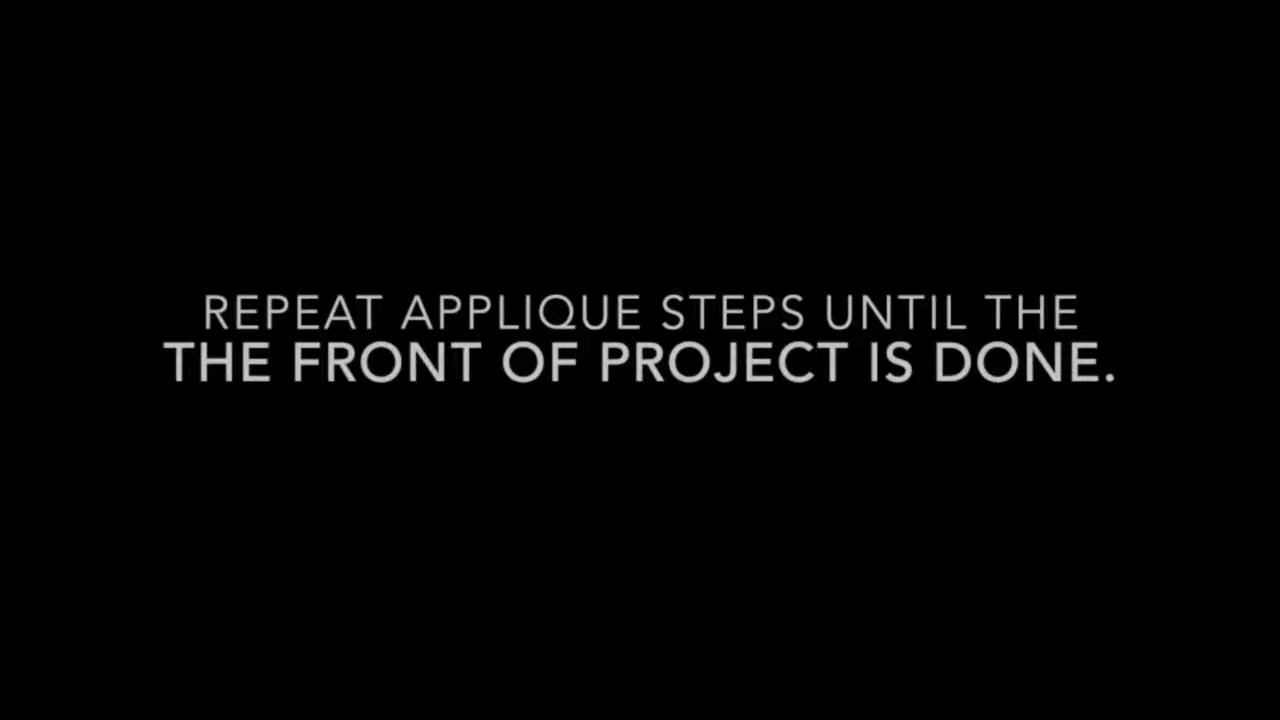 REPEAT APPLIQUE STEPS UNTIL THE
THE FRONT OF PROJECT IS DONE.